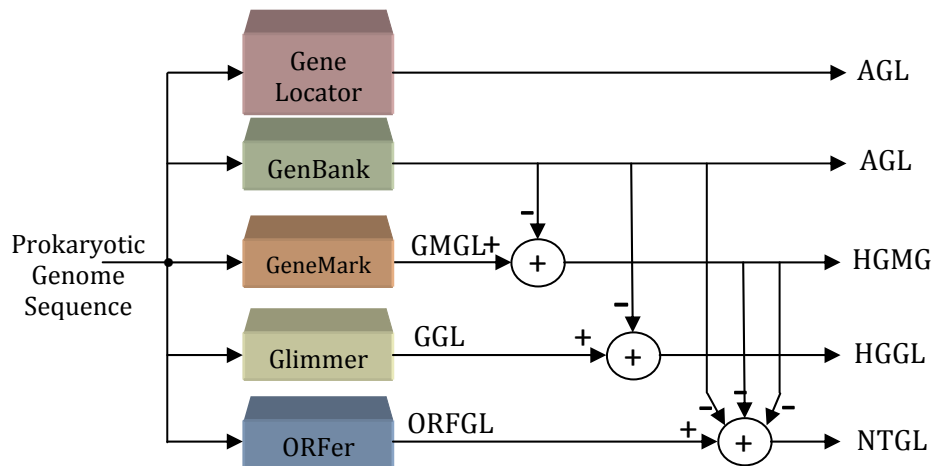 Gene
Locator
AGL
GenBank
AGL
-
-
Prokaryotic
Genome
Sequence
GeneMark
GMGL
+
+
HGMG
-
Glimmer
GGL
+
+
HGGL
-
-
-
ORFer
ORFGL
+
+
NTGL